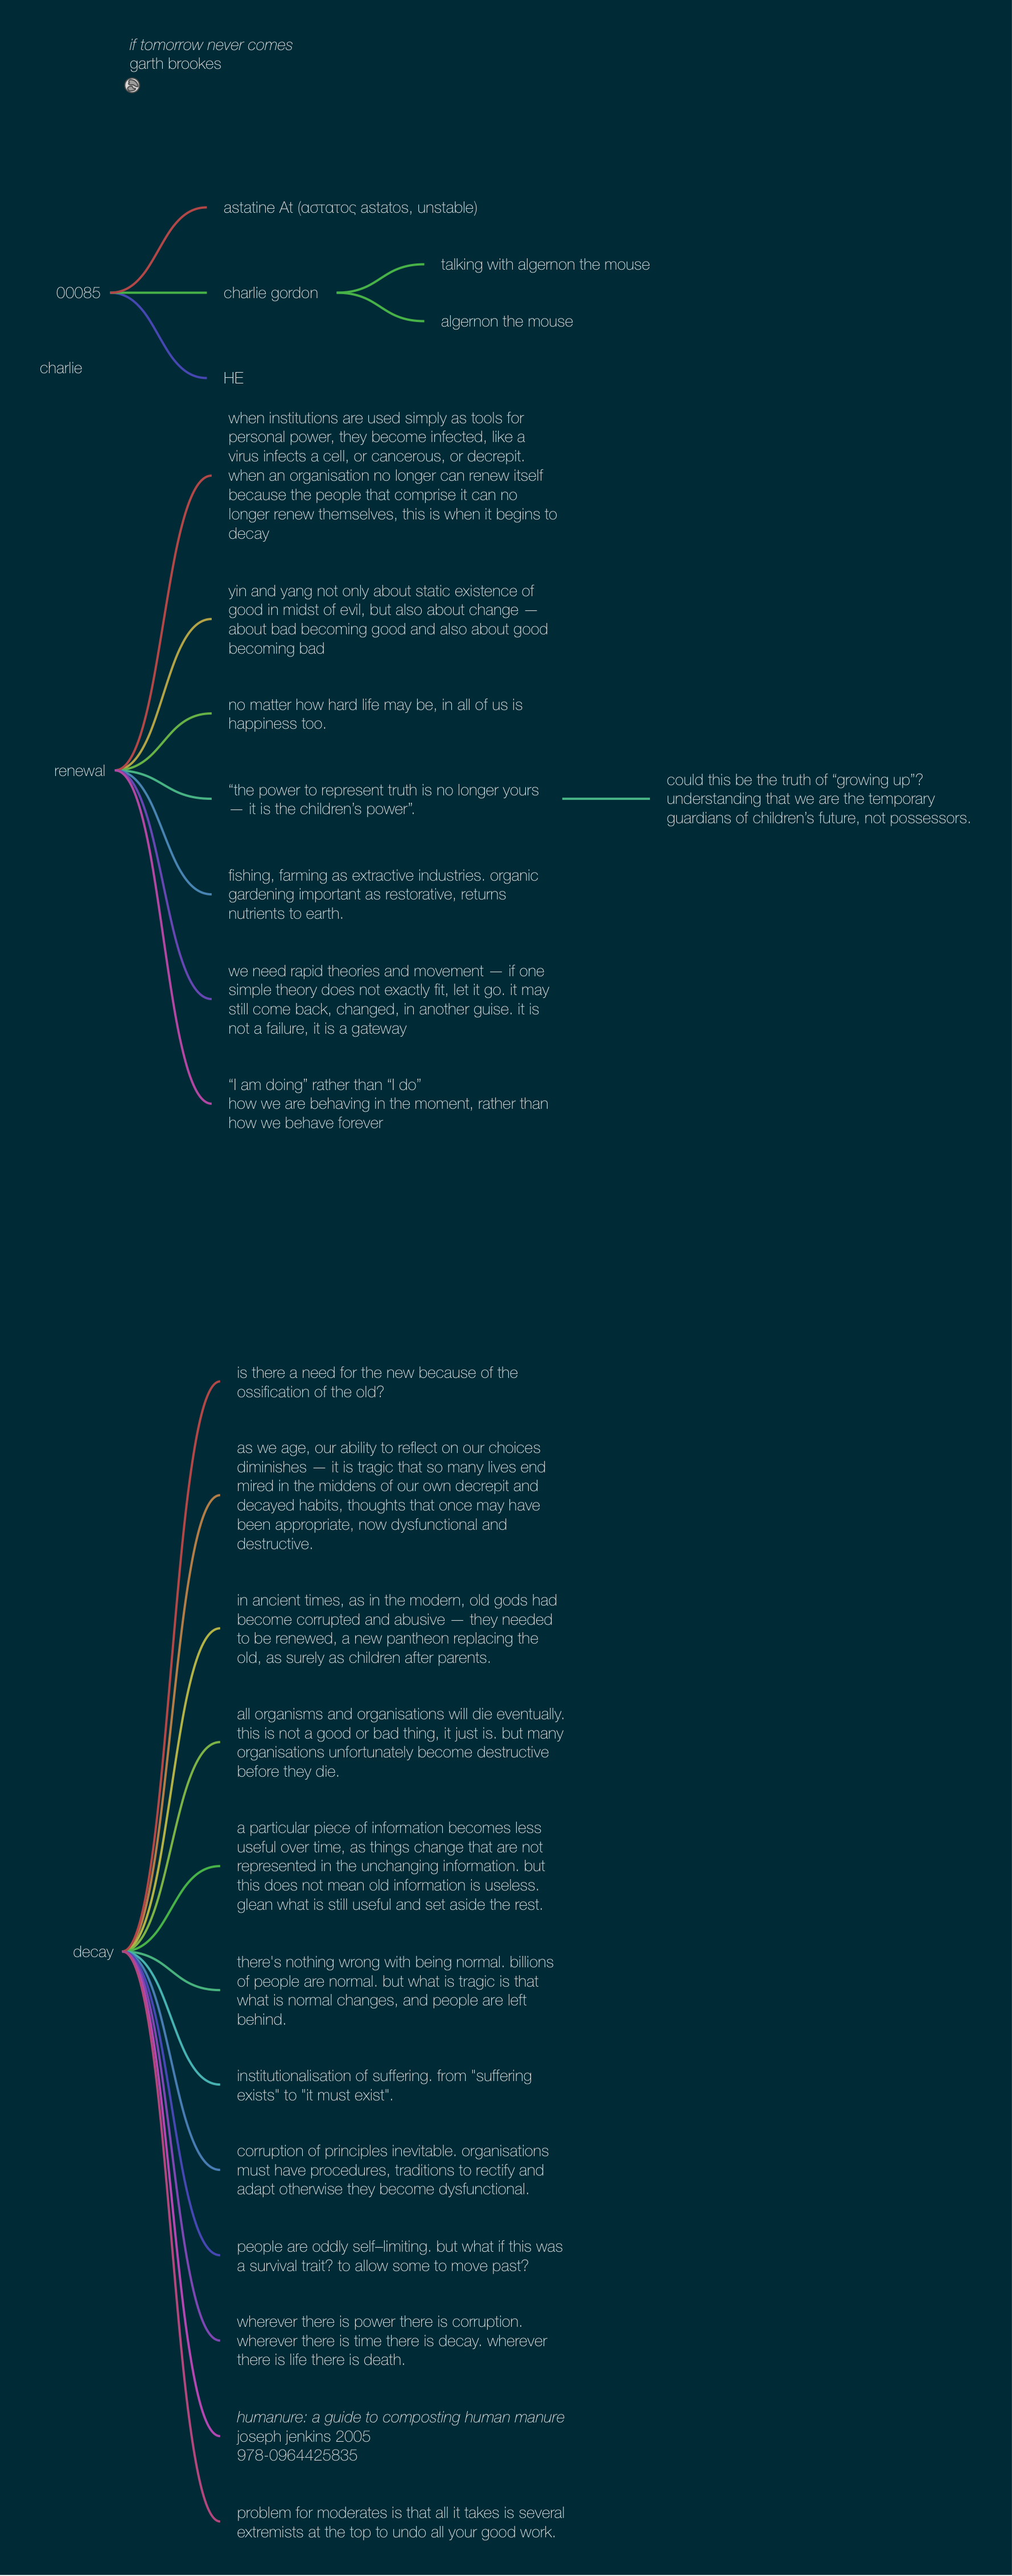 if tomorrow never comes
garth brookes
astatine At (αστατος astatos, unstable)
talking with algernon the mouse
00085
charlie gordon
algernon the mouse
charlie
HE
when institutions are used simply as tools for
personal power, they become infected, like a
virus infects a cell, or cancerous, or decrepit.
when an organisation no longer can renew itself
because the people that comprise it can no
longer renew themselves, this is when it begins to
decay
yin and yang not only about static existence of
good in midst of evil, but also about change —
about bad becoming good and also about good
becoming bad
no matter how hard life may be, in all of us is
happiness too.
renewal
“the power to represent truth is no longer yours
— it is the children’s power”.
could this be the truth of “growing up”?
understanding that we are the temporary
guardians of children’s future, not possessors.
fishing, farming as extractive industries. organic
gardening important as restorative, returns
nutrients to earth.
we need rapid theories and movement — if one
simple theory does not exactly fit, let it go. it may
still come back, changed, in another guise. it is
not a failure, it is a gateway
“I am doing” rather than “I do”
how we are behaving in the moment, rather than
how we behave forever
is there a need for the new because of the
ossification of the old?
as we age, our ability to reflect on our choices
diminishes — it is tragic that so many lives end
mired in the middens of our own decrepit and
decayed habits, thoughts that once may have
been appropriate, now dysfunctional and
destructive.
in ancient times, as in the modern, old gods had
become corrupted and abusive — they needed
to be renewed, a new pantheon replacing the
old, as surely as children after parents.
all organisms and organisations will die eventually.
this is not a good or bad thing, it just is. but many
organisations unfortunately become destructive
before they die.
a particular piece of information becomes less
useful over time, as things change that are not
represented in the unchanging information. but
this does not mean old information is useless.
glean what is still useful and set aside the rest.
decay
there's nothing wrong with being normal. billions
of people are normal. but what is tragic is that
what is normal changes, and people are left
behind.
institutionalisation of suffering. from "suffering
exists" to "it must exist".
corruption of principles inevitable. organisations
must have procedures, traditions to rectify and
adapt otherwise they become dysfunctional.
people are oddly self–limiting. but what if this was
a survival trait? to allow some to move past?
wherever there is power there is corruption.
wherever there is time there is decay. wherever
there is life there is death.
humanure: a guide to composting human manure
joseph jenkins 2005
978-0964425835
problem for moderates is that all it takes is several
extremists at the top to undo all your good work.